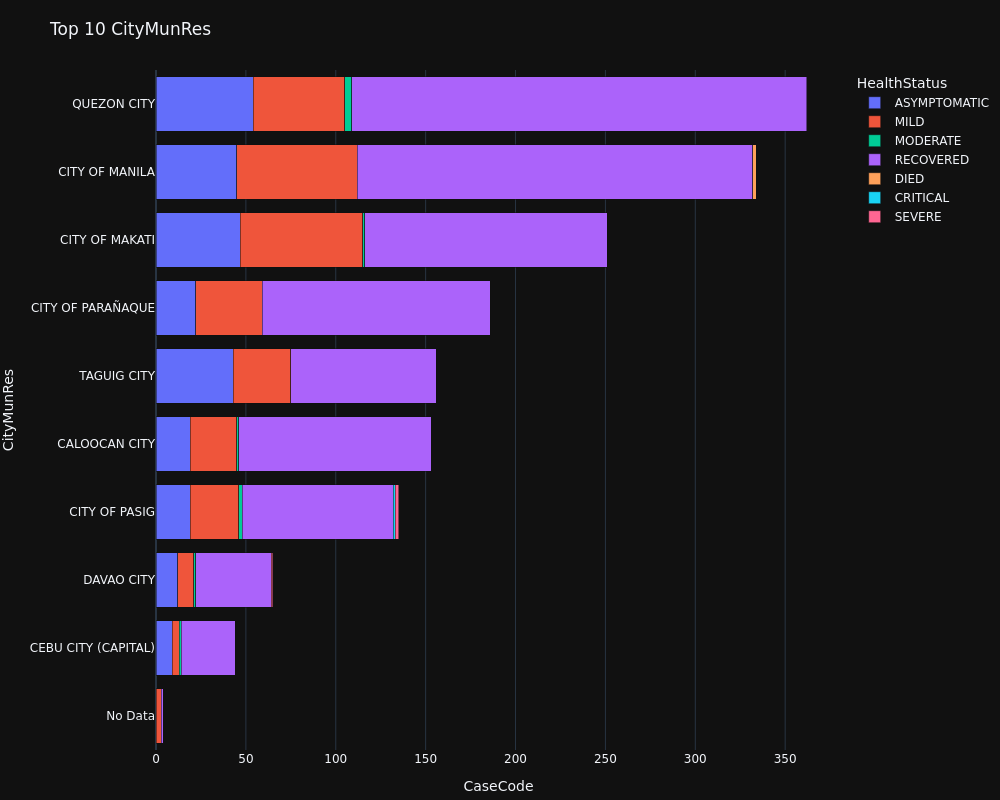 Top 10 CityMunRes
HealthStatus
ASYMPTOMATIC
MILD
MODERATE
RECOVERED
DIED
CRITICAL
SEVERE
CityMunRes
QUEZON CITY
CITY OF MANILA
CITY OF MAKATI
CITY OF PARAÑAQUE
TAGUIG CITY
CALOOCAN CITY
CITY OF PASIG
DAVAO CITY
CEBU CITY (CAPITAL)
No Data
0 50 100 150 200 250 300 350
CaseCode